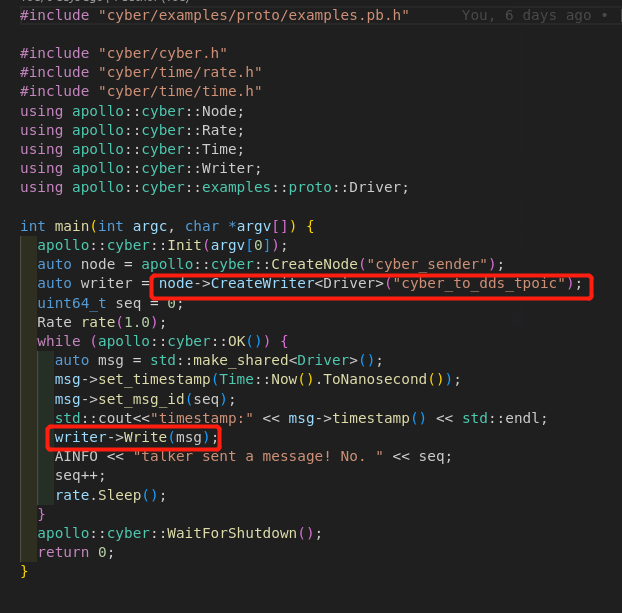 #include "cyber/examples/proto/examples.pb.h" You, 6 days ago •
#include "cyber/cyber.h"
#include "cyber/time/rate.h"
#include "cyber/time/time.h"
using apollo::cyber::Node;
using apollo::cyber::Rate;
using apollo::cyber::Time;
using apollo::cyber::Writer;
using apollo::cyber::examples::proto::Driver;
int main(int argc, char *argv[]) {
apollo::cyber::Init(argv[0]);
auto node = apollo::cyber::CreateNode("cyber_sender");
auto writer = node->CreateWriter<Driver>("cyber_to_dds_tpoic");
uint64_t seq = 0;
Rate rate(1.0);
while (apollo::cyber::OK()) {
auto msg = std::make_shared<Driver>();
msg->set_timestamp(Time::Now().ToNanosecond());
msg->set_msg_id(seq);
std::cout<<"timestamp:" << msg->timestamp() << std::endl;
writer->Write(msg);
AINFO << "talker sent a message! No. " << seq;
seq++;
rate.Sleep();
}
apollo::cyber::WaitForShutdown();
return 0;
}